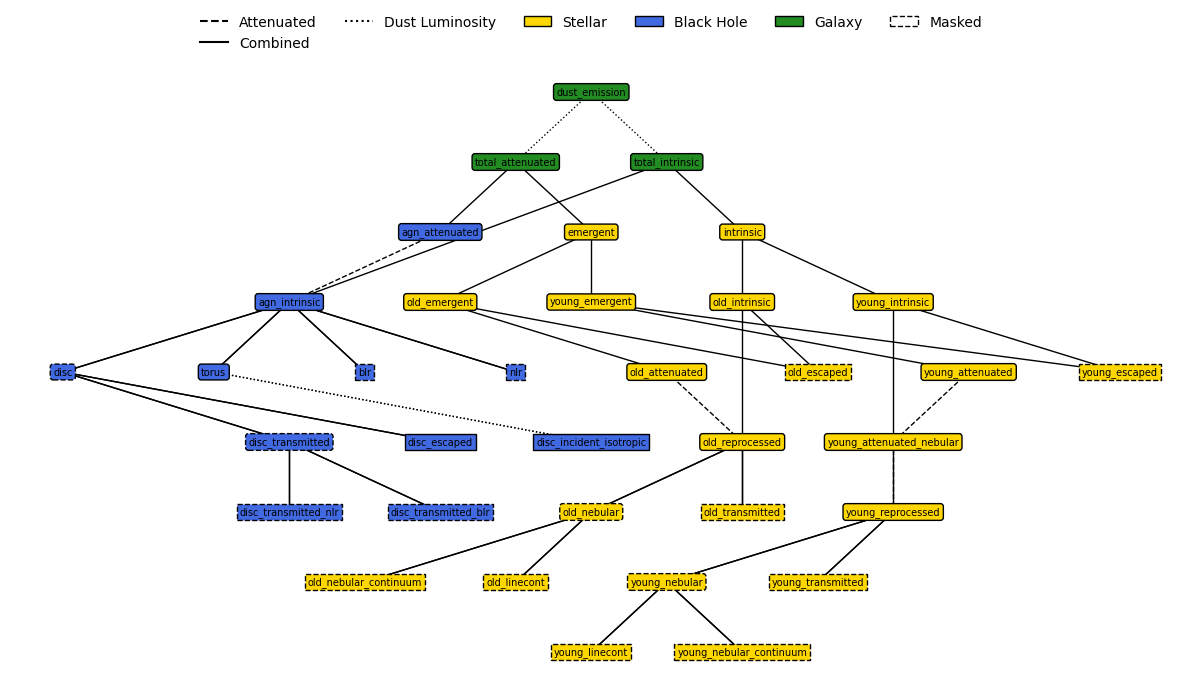 Attenuated
Dust Luminosity
Stellar
Black Hole
Galaxy
Masked
Combined
dust_emission
total_attenuated
total_intrinsic
agn_attenuated
emergent
intrinsic
agn_intrinsic
old_emergent
young_emergent
old_intrinsic
young_intrinsic
disc
torus
blr
nlr
old_attenuated
old_escaped
young_attenuated
young_escaped
disc_transmitted
disc_escaped
disc_incident_isotropic
old_reprocessed
young_attenuated_nebular
disc_transmitted_nlr
disc_transmitted_blr
old_nebular
old_transmitted
young_reprocessed
old_nebular_continuum
old_linecont
young_nebular
young_transmitted
young_linecont
young_nebular_continuum